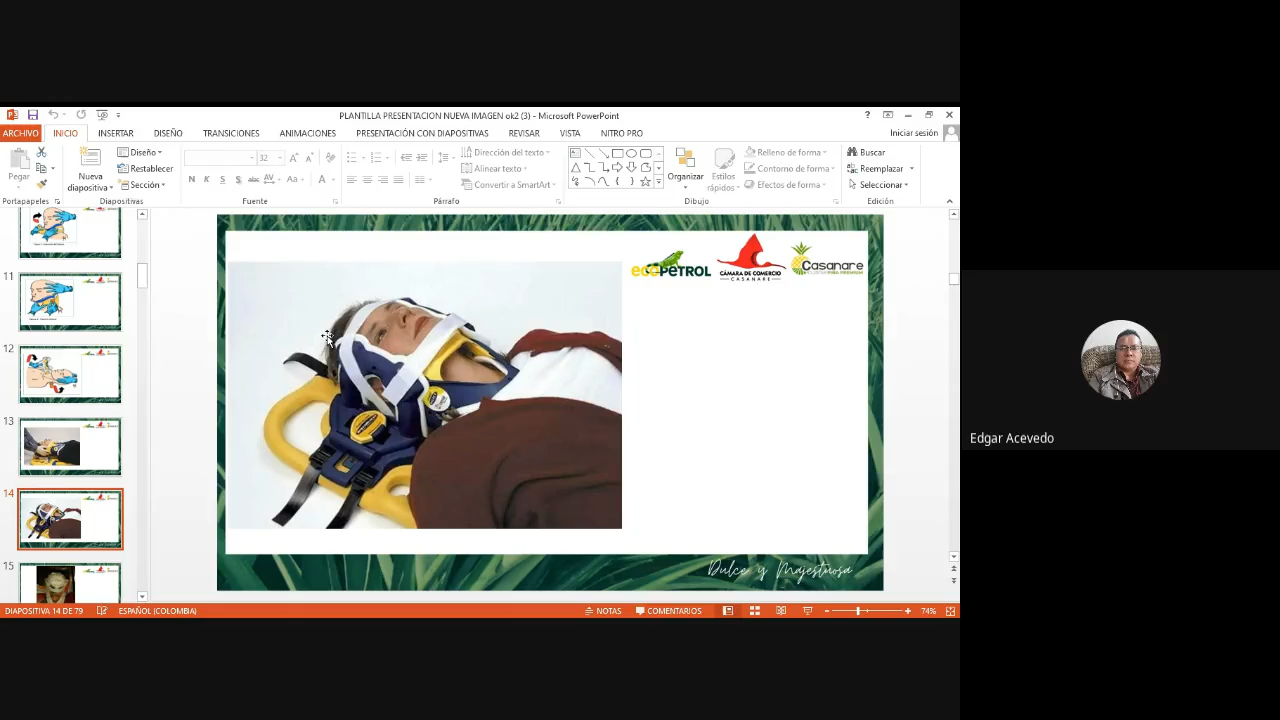 PLANTILLA PRESENTACION NUEVA IMAGEN ok2 (3) - Microsoft PowerPoint
ARCHIVO INICIO INSERTAR DISEÑO TRANSICIONES ANIMACIONES PRESENTACIÓN CON DIAPOSITIVAS REVISAR VISTA NITRO PRO Iniciar sesión
Pegar
Nueva diapositiva
Diseño
Restablecer
Sección
32
N K S S abc AV Aa A
Dirección del texto
Alinear texto
Convertir a SmartArt
Organizar
Estilos rápidos
Relleno de forma
Contorno de forma
Efectos de forma
Buscar
Reemplazar
Seleccionar
Portapapeles Diapositivas Fuente Párrafo Dibujo Edición
11
12
13
14
15
ecoPETROL
CÁMARA DE COMERCIO
CASANARE
Casanare
Dulce y Majestuosa
Edgar Acevedo
DIAPOSITIVA 14 DE 79 ESPAÑOL (COLOMBIA) NOTAS COMENTARIOS 74%